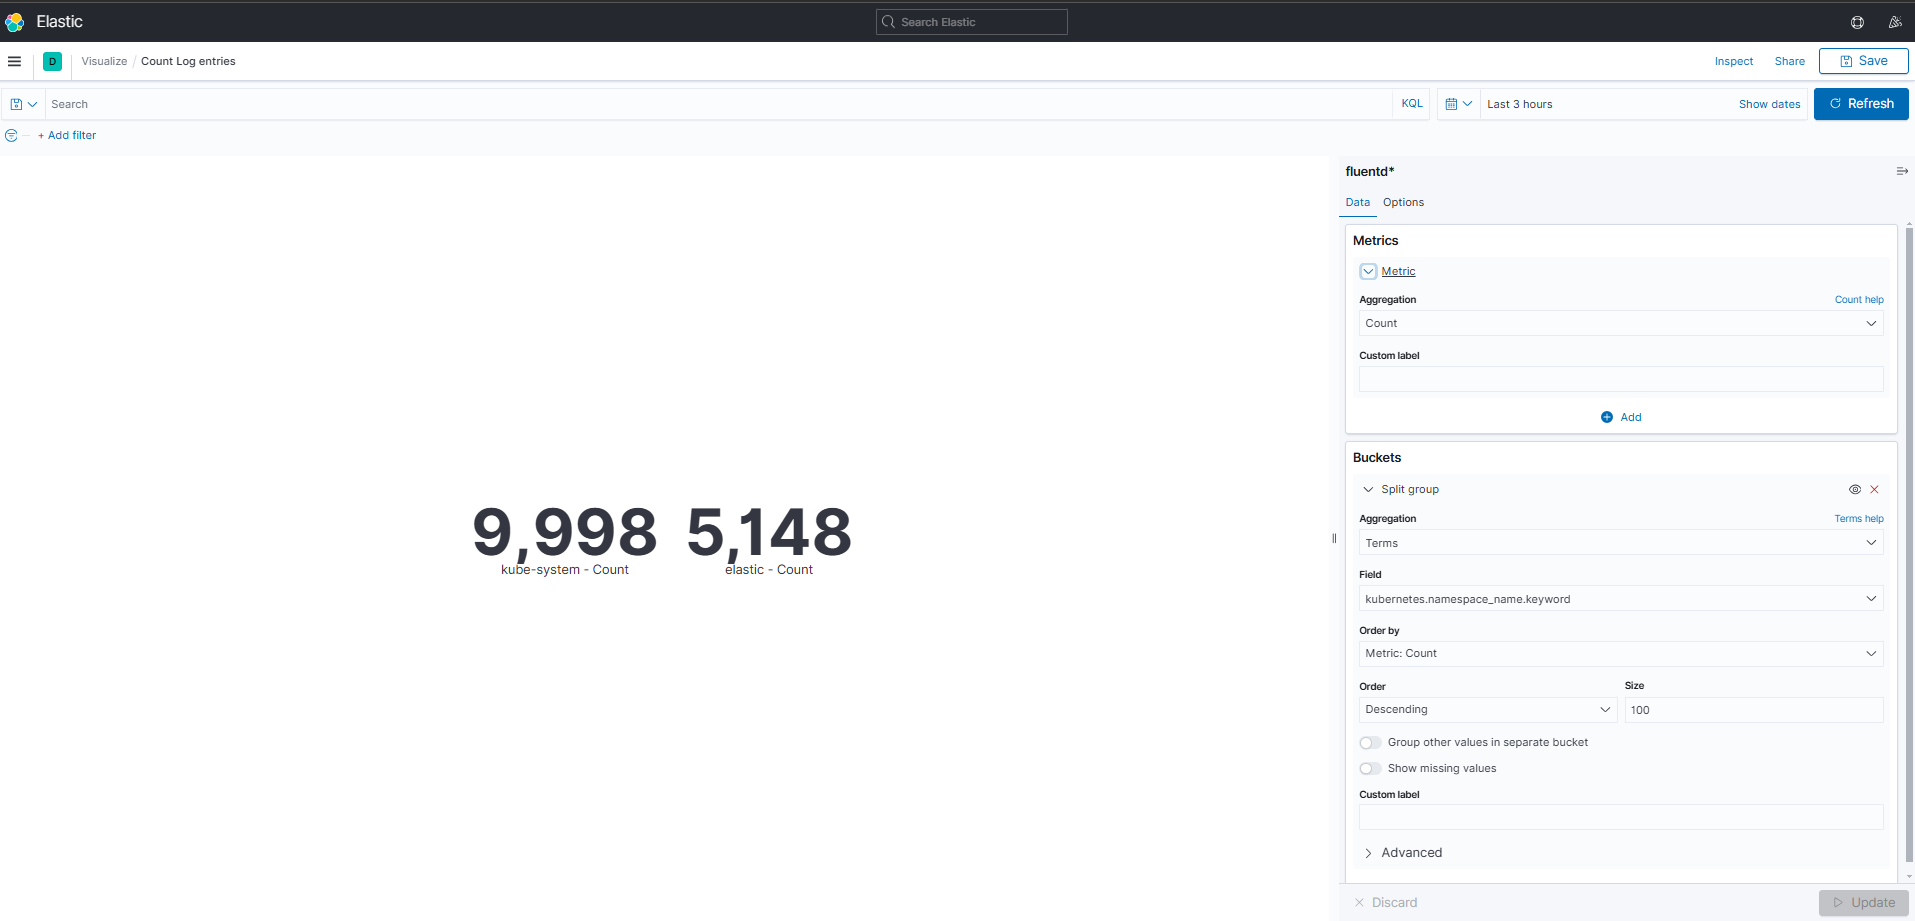 Elastic
Search Elastic
D
Visualize / Count Log entries
Inspect
Share
Save
Search
KQL
Last 3 hours
Show dates
Refresh
+ Add filter
9,998 5,148
kube-system - Count
elastic - Count
fluentd*
Data
Options
Metrics
Metric
Aggregation
Count help
Count
Custom label
Add
Buckets
Split group
Aggregation
Terms help
Terms
Field
kubernetes.namespace_name.keyword
Order by
Metric: Count
Order
Size
Descending
100
Group other values in separate bucket
Show missing values
Custom label
Advanced
Discard
Update